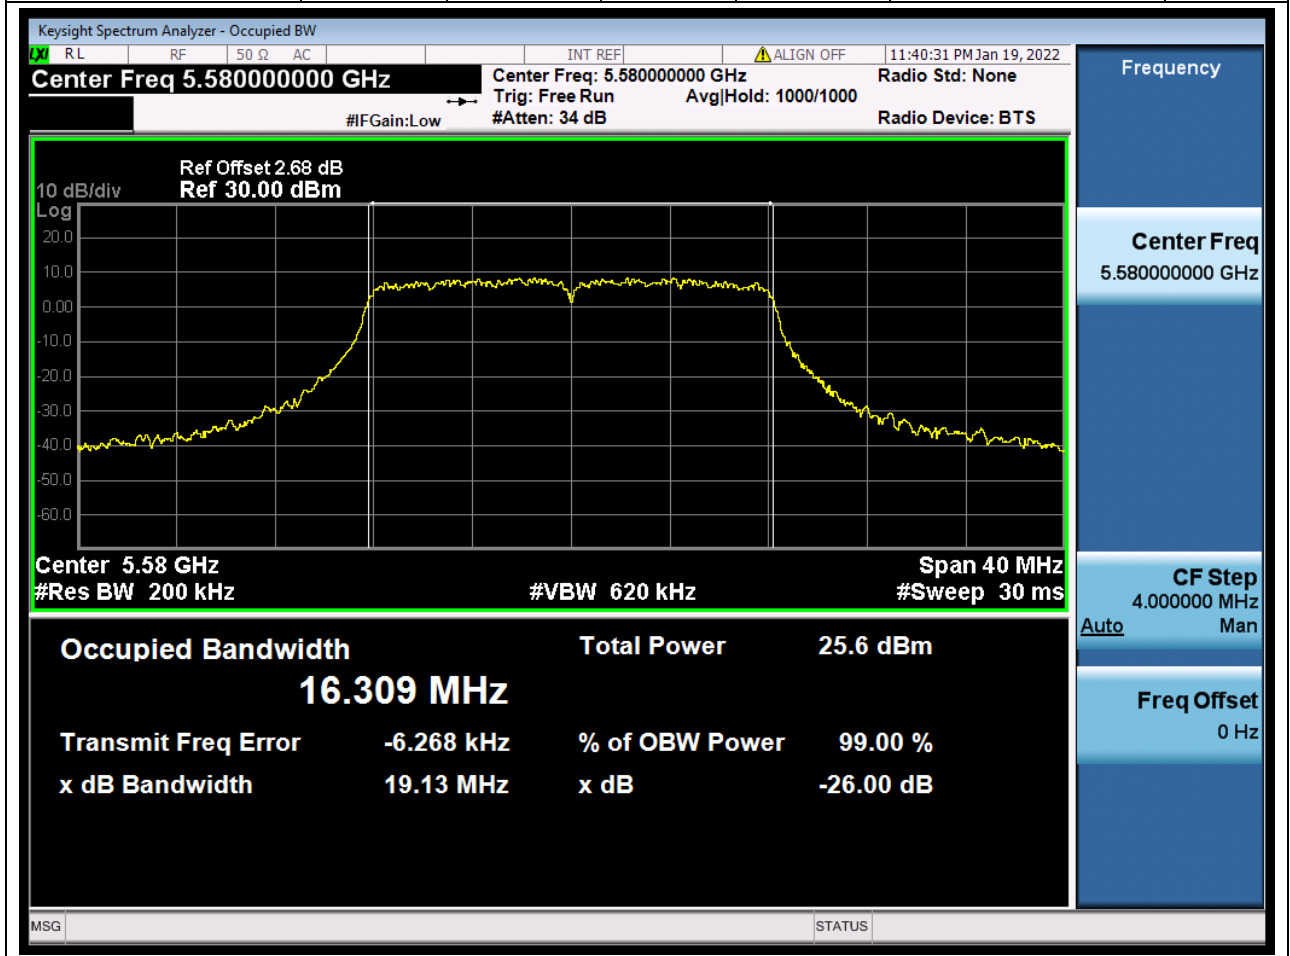 Keysight Spectrum Analyzer - Occupied BW
LXI RL RF 50 Ω AC INT REF ALIGN OFF 11:40:31 PM Jan 19, 2022
Center Freq 5.580000000 GHz
Center Freq: 5.580000000 GHz
Radio Std: None
Trig: Free Run Avg|Hold: 1000/1000
#IFGain:Low
#Atten: 34 dB
Radio Device: BTS
Ref Offset 2.68 dB
10 dB/div Ref 30.00 dBm
Log
20.0
10.0
0.00
-10.0
-20.0
-30.0
-40.0
-50.0
-60.0
Center 5.58 GHz Span 40 MHz
#Res BW 200 kHz #VBW 620 kHz #Sweep 30 ms
Occupied Bandwidth Total Power 25.6 dBm
16.309 MHz
Transmit Freq Error -6.268 kHz % of OBW Power 99.00 %
x dB Bandwidth 19.13 MHz x dB -26.00 dB
MSG STATUS
Frequency
Center Freq
5.580000000 GHz
CF Step
4.000000 MHz
Auto Man
Freq Offset
0 Hz